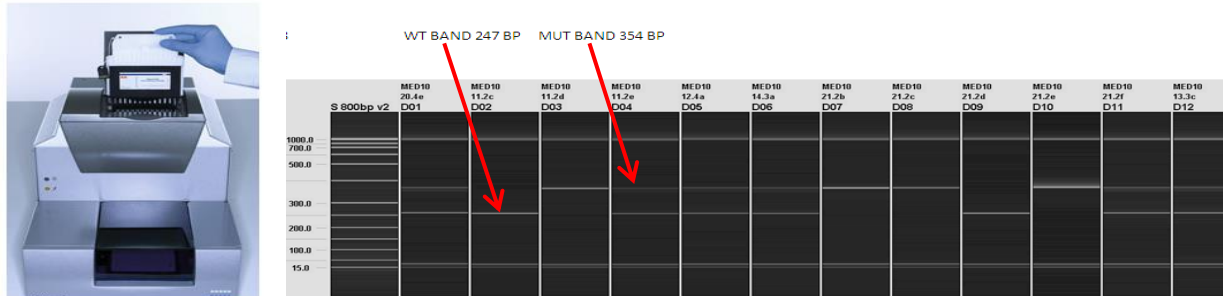 3
WT BAND 247 BP MUT BAND 354 BP
MED10 MED10 MED10 MED10 MED10 MED10 MED10 MED10 MED10 MED10 MED10 MED10
20.4e 11.2c 11.2d 11.2e 12.4a 14.3a 21.2b 21.2c 21.2d 21.2e 21.2f 13.3c
S 800bp v2 D01 D02 D03 D04 D05 D06 D07 D08 D09 D10 D11 D12
1000.0
700.0
500.0
300.0
200.0
100.0
15.0